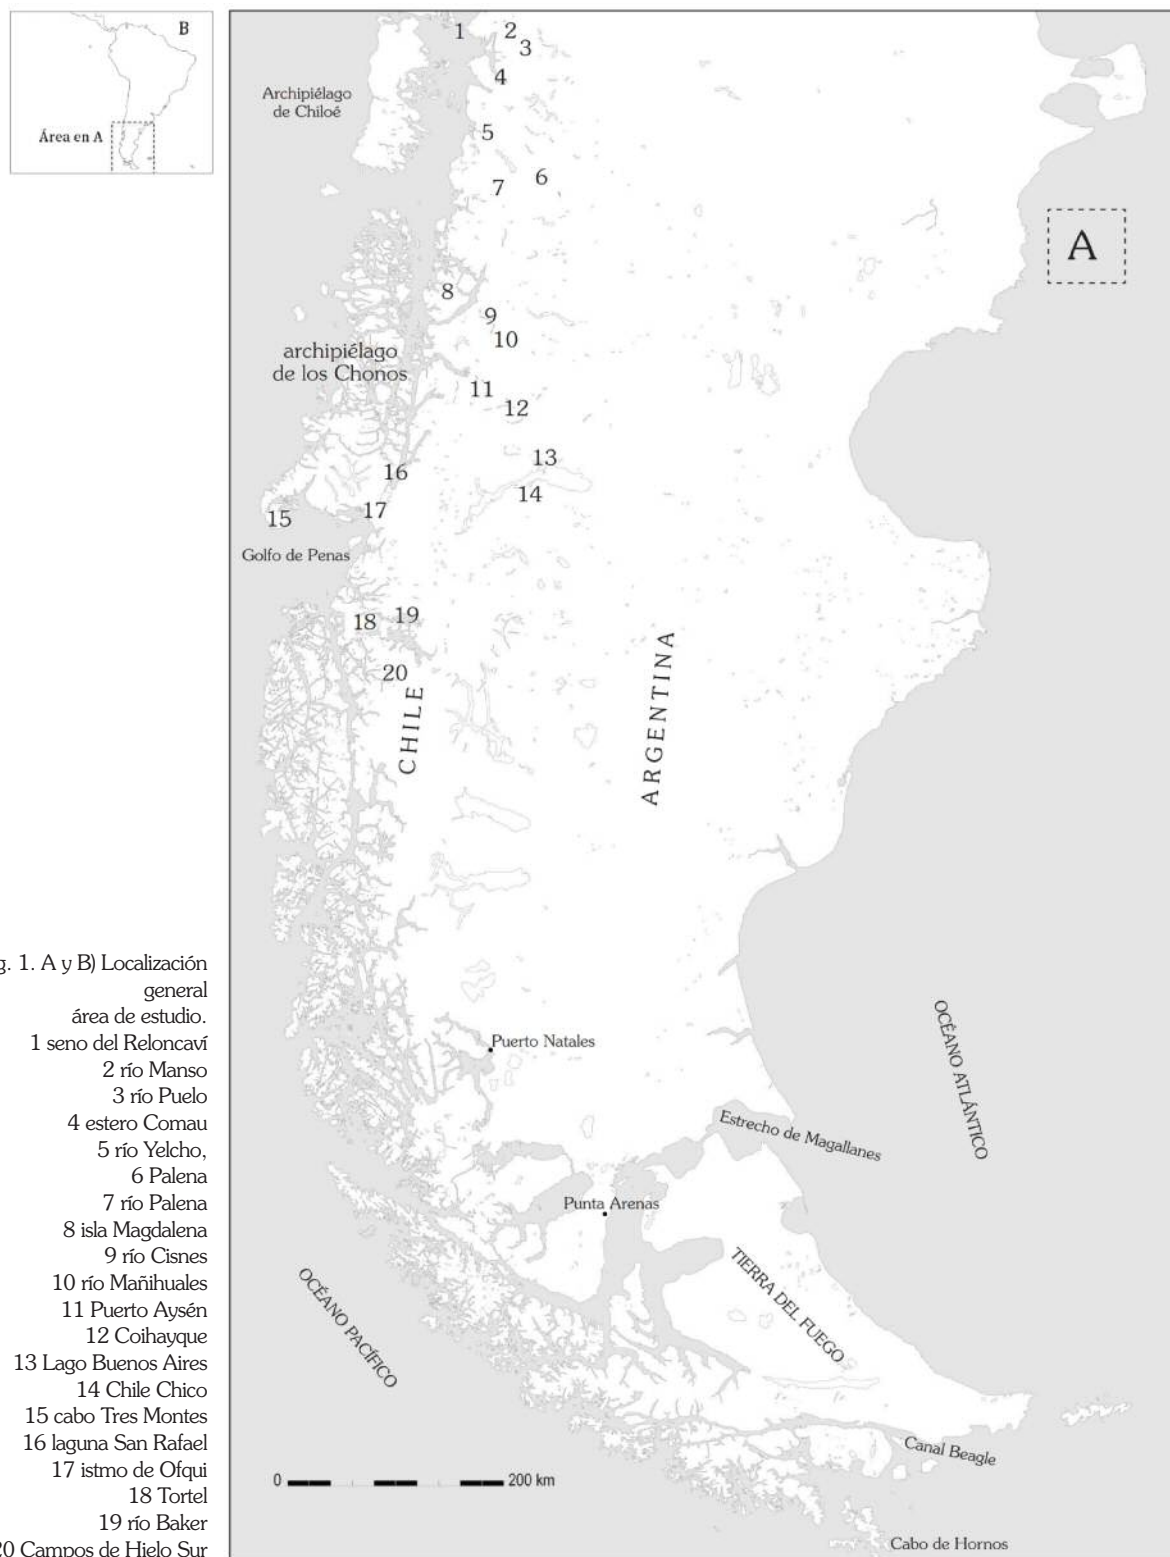 B
Área en A
1
2
3
Archipiélago
de Chiloé
4
5
6
7
A
8
9
10
archipiélago
de los Chonos
11
12
13
16
14
17
15
Golfo de Penas
19
18
20
CHILE
ARGENTINA
g. 1. A y B) Localización
general
área de estudio.
1 seno del Reloncaví
2 río Manso
3 río Puelo
4 estero Comau
5 río Yelcho,
6 Palena
7 río Palena
8 isla Magdalena
9 río Cisnes
10 río Mañihuales
11 Puerto Aysén
12 Coihayque
13 Lago Buenos Aires
14 Chile Chico
15 cabo Tres Montes
16 laguna San Rafael
17 istmo de Ofqui
18 Tortel
19 río Baker
20 Campos de Hielo Sur
Puerto Natales
OCÉANO ATLÁNTICO
Estrecho de Magallanes
Punta Arenas
TIERRA DEL FUEGO
OCÉANO PACÍFICO
Canal Beagle
0 200 km
Cabo de Hornos